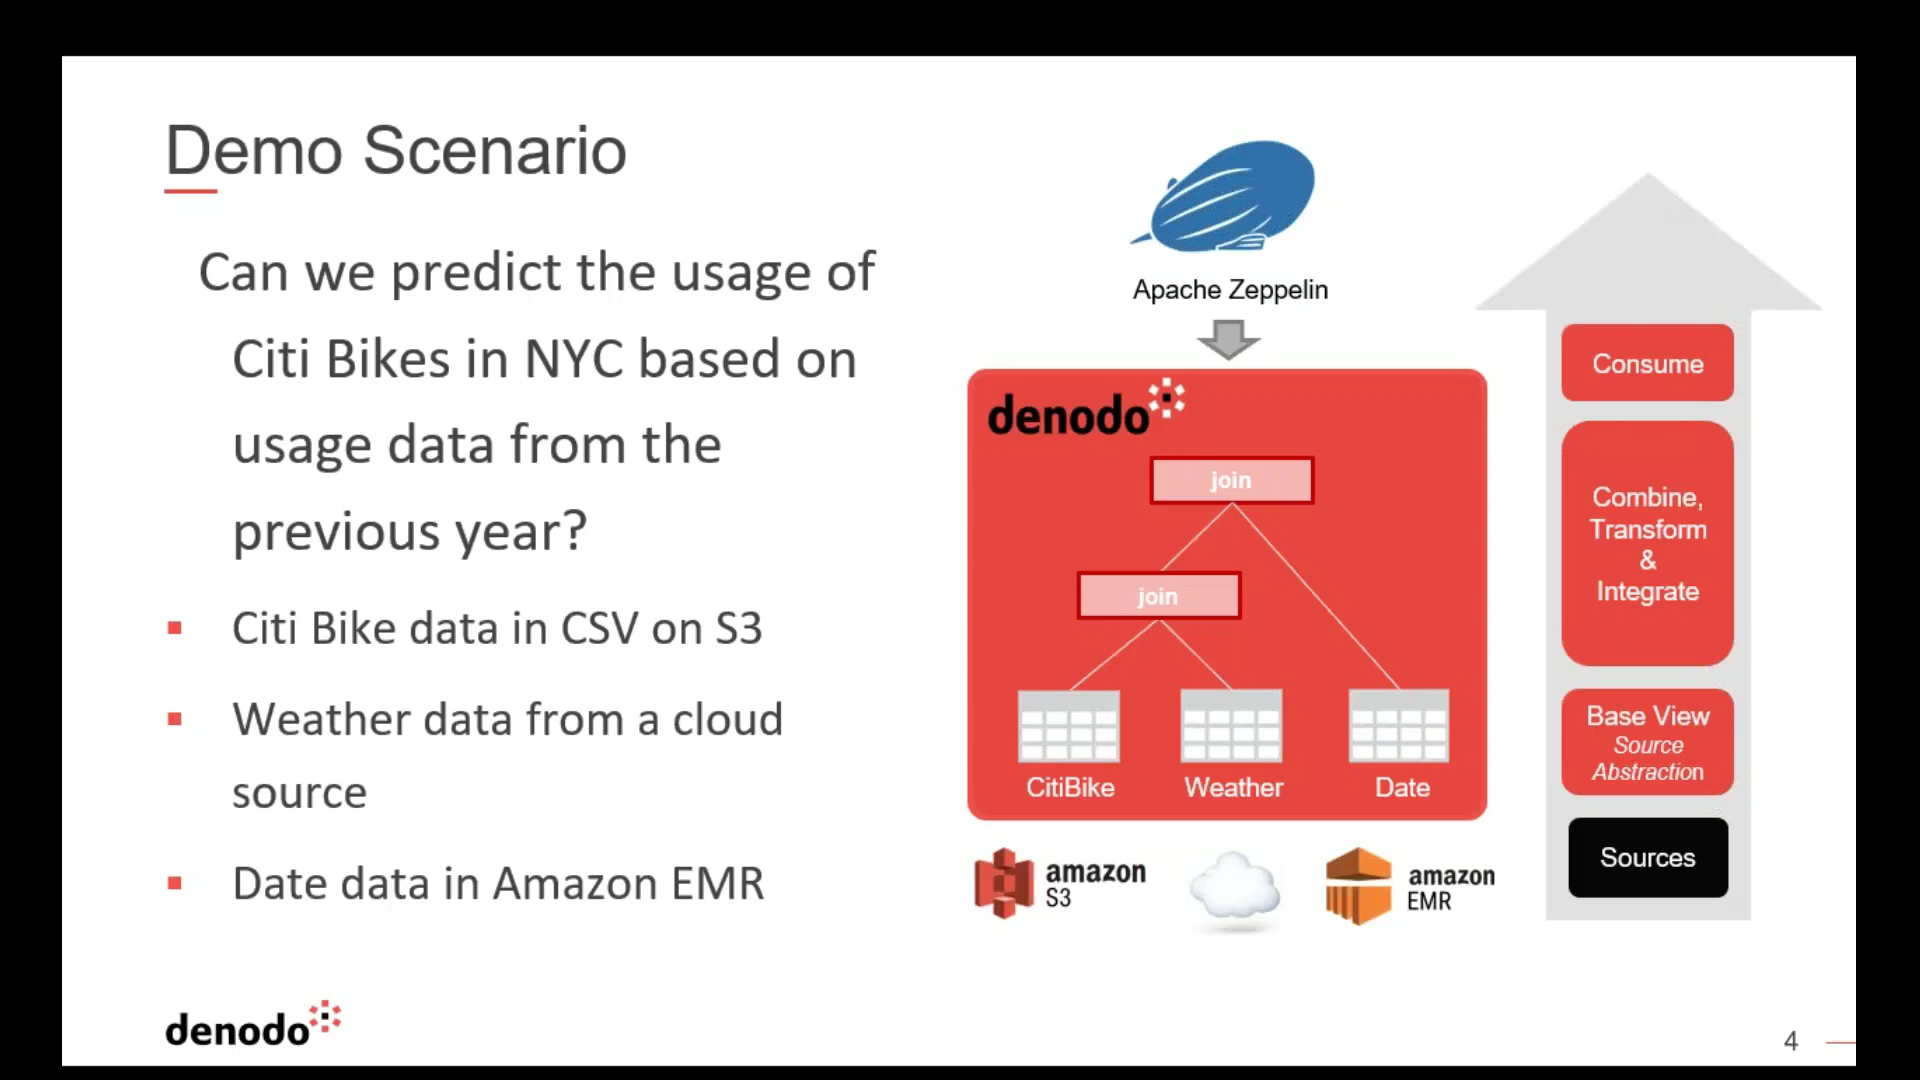 Demo Scenario
Can we predict the usage of
Citi Bikes in NYC based on
usage data from the
previous year?
Citi Bike data in CSV on S3
Weather data from a cloud
source
Date data in Amazon EMR
Apache Zeppelin
denodo
join
join
CitiBike
Weather
Date
amazon
S3
amazon
EMR
Consume
Combine,
Transform
&
Integrate
Base View
Source
Abstraction
Sources
denodo
4